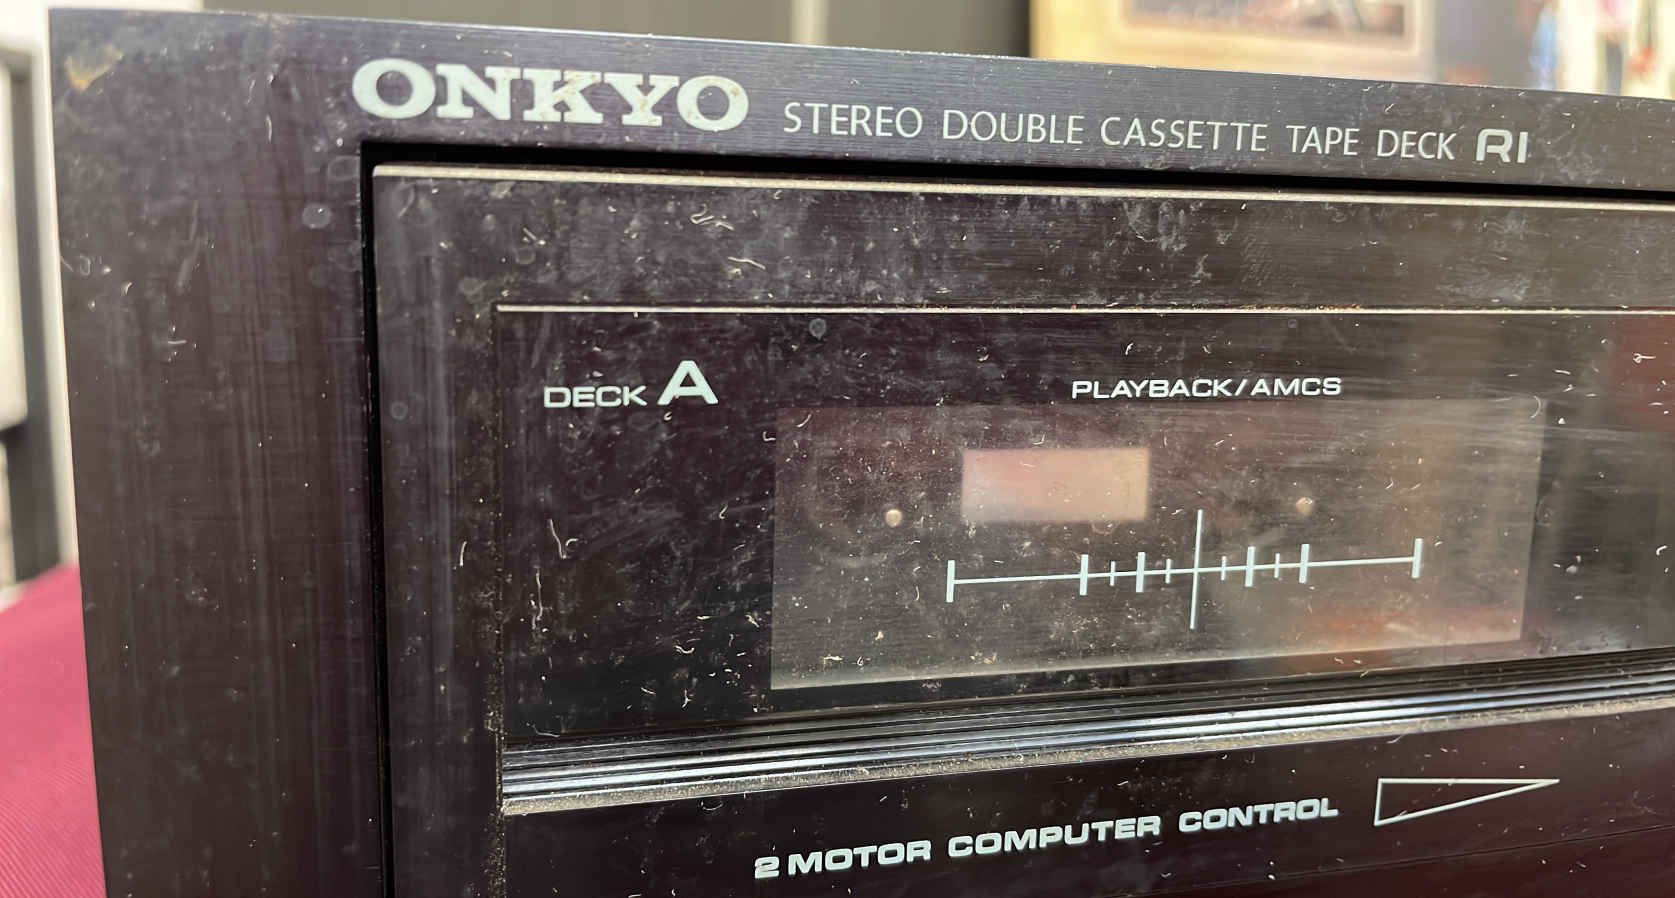 ONKYO STEREO DOUBLE CASSETTE TAPE DECK RI
DECK A
PLAYBACK/AMCS
2 MOTOR COMPUTER CONTROL